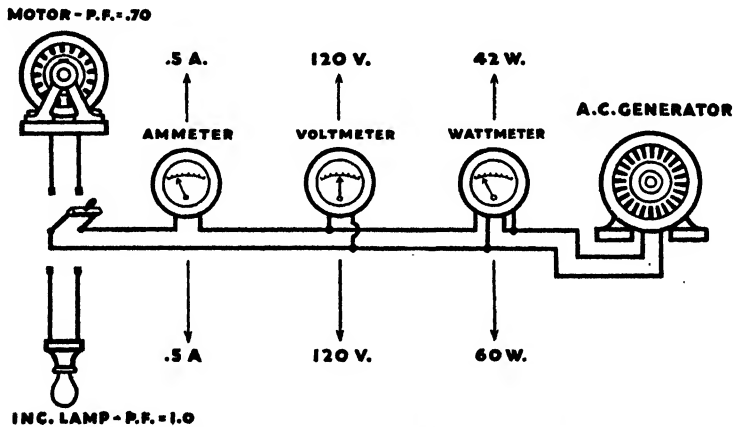 MOTOR - P.F. = .70
.5 A. 120 V. 42 W.
A.C. GENERATOR
AMMETER VOLTMETER WATTMETER
.5 A 120 V. 60 W.
INC. LAMP - P.F. = 1.0